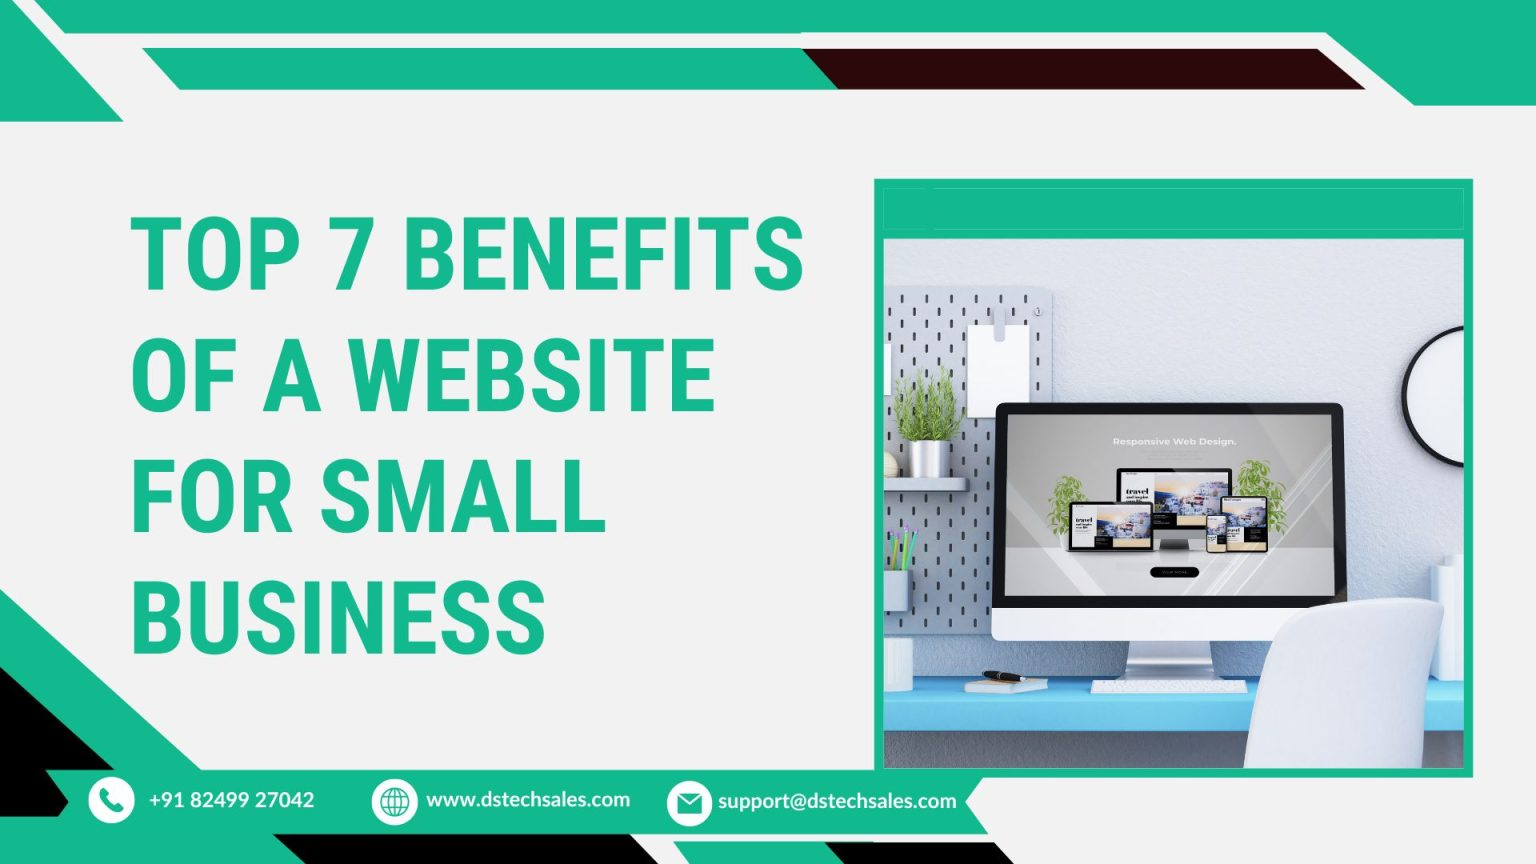 TOP 7 BENEFITS
OF A WEBSITE
FOR SMALL
BUSINESS
Responsive Web Design.
travel
travel
+91 82499 27042
www.dstechsales.com
support@dstechsales.com